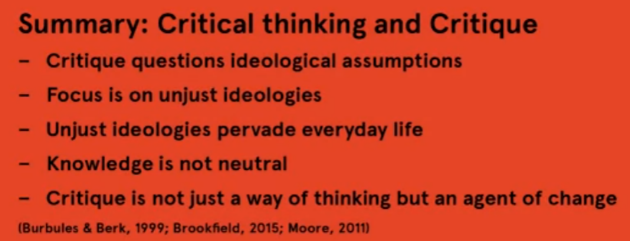 Summary: Critical thinking and Critique
– Critique questions ideological assumptions
– Focus is on unjust ideologies
– Unjust ideologies pervade everyday life
– Knowledge is not neutral
– Critique is not just a way of thinking but an agent of change
(Burbules & Berk, 1999; Brookfield, 2015; Moore, 2011)